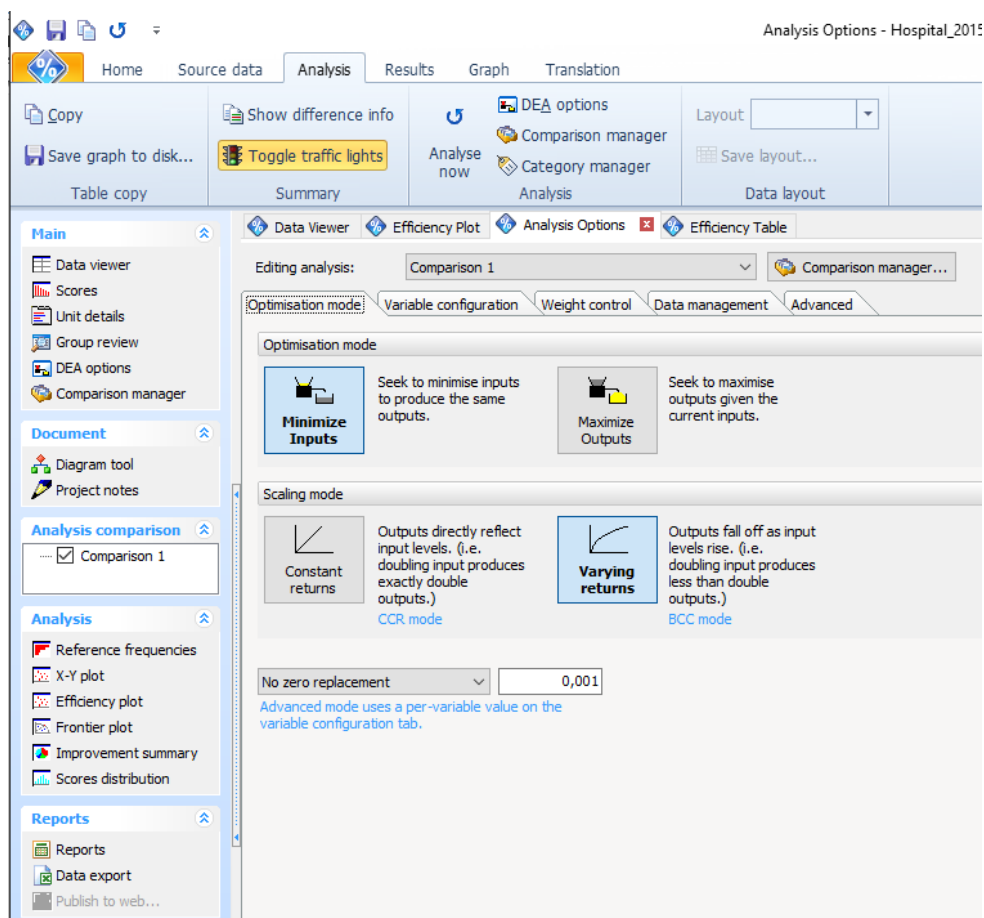 Analysis Options - Hospital_2015
Home Source data Analysis Results Graph Translation
Copy
Save graph to disk...
Table copy
Show difference info
Toggle traffic lights
Summary
Analyse
now
DEA options
Comparison manager
Category manager
Analysis
Layout
Save layout...
Data layout
Main
Data viewer
Scores
Unit details
Group review
DEA options
Comparison manager
Document
Diagram tool
Project notes
Analysis comparison
Comparison 1
Analysis
Reference frequencies
X-Y plot
Efficiency plot
Frontier plot
Improvement summary
Scores distribution
Reports
Reports
Data export
Publish to web...
Data Viewer Efficiency Plot Analysis Options Efficiency Table
Editing analysis: Comparison 1 Comparison manager...
Optimisation mode Variable configuration Weight control Data management Advanced
Optimisation mode
Minimize
Inputs
Seek to minimise inputs
to produce the same
outputs.
Maximize
Outputs
Seek to maximise
outputs given the
current inputs.
Scaling mode
Constant
returns
Outputs directly reflect
input levels. (i.e.
doubling input produces
exactly double
outputs.)
CCR mode
Varying
returns
Outputs fall off as input
levels rise. (i.e.
doubling input produces
less than double
outputs.)
BCC mode
No zero replacement 0,001
Advanced mode uses a per-variable value on the
variable configuration tab.